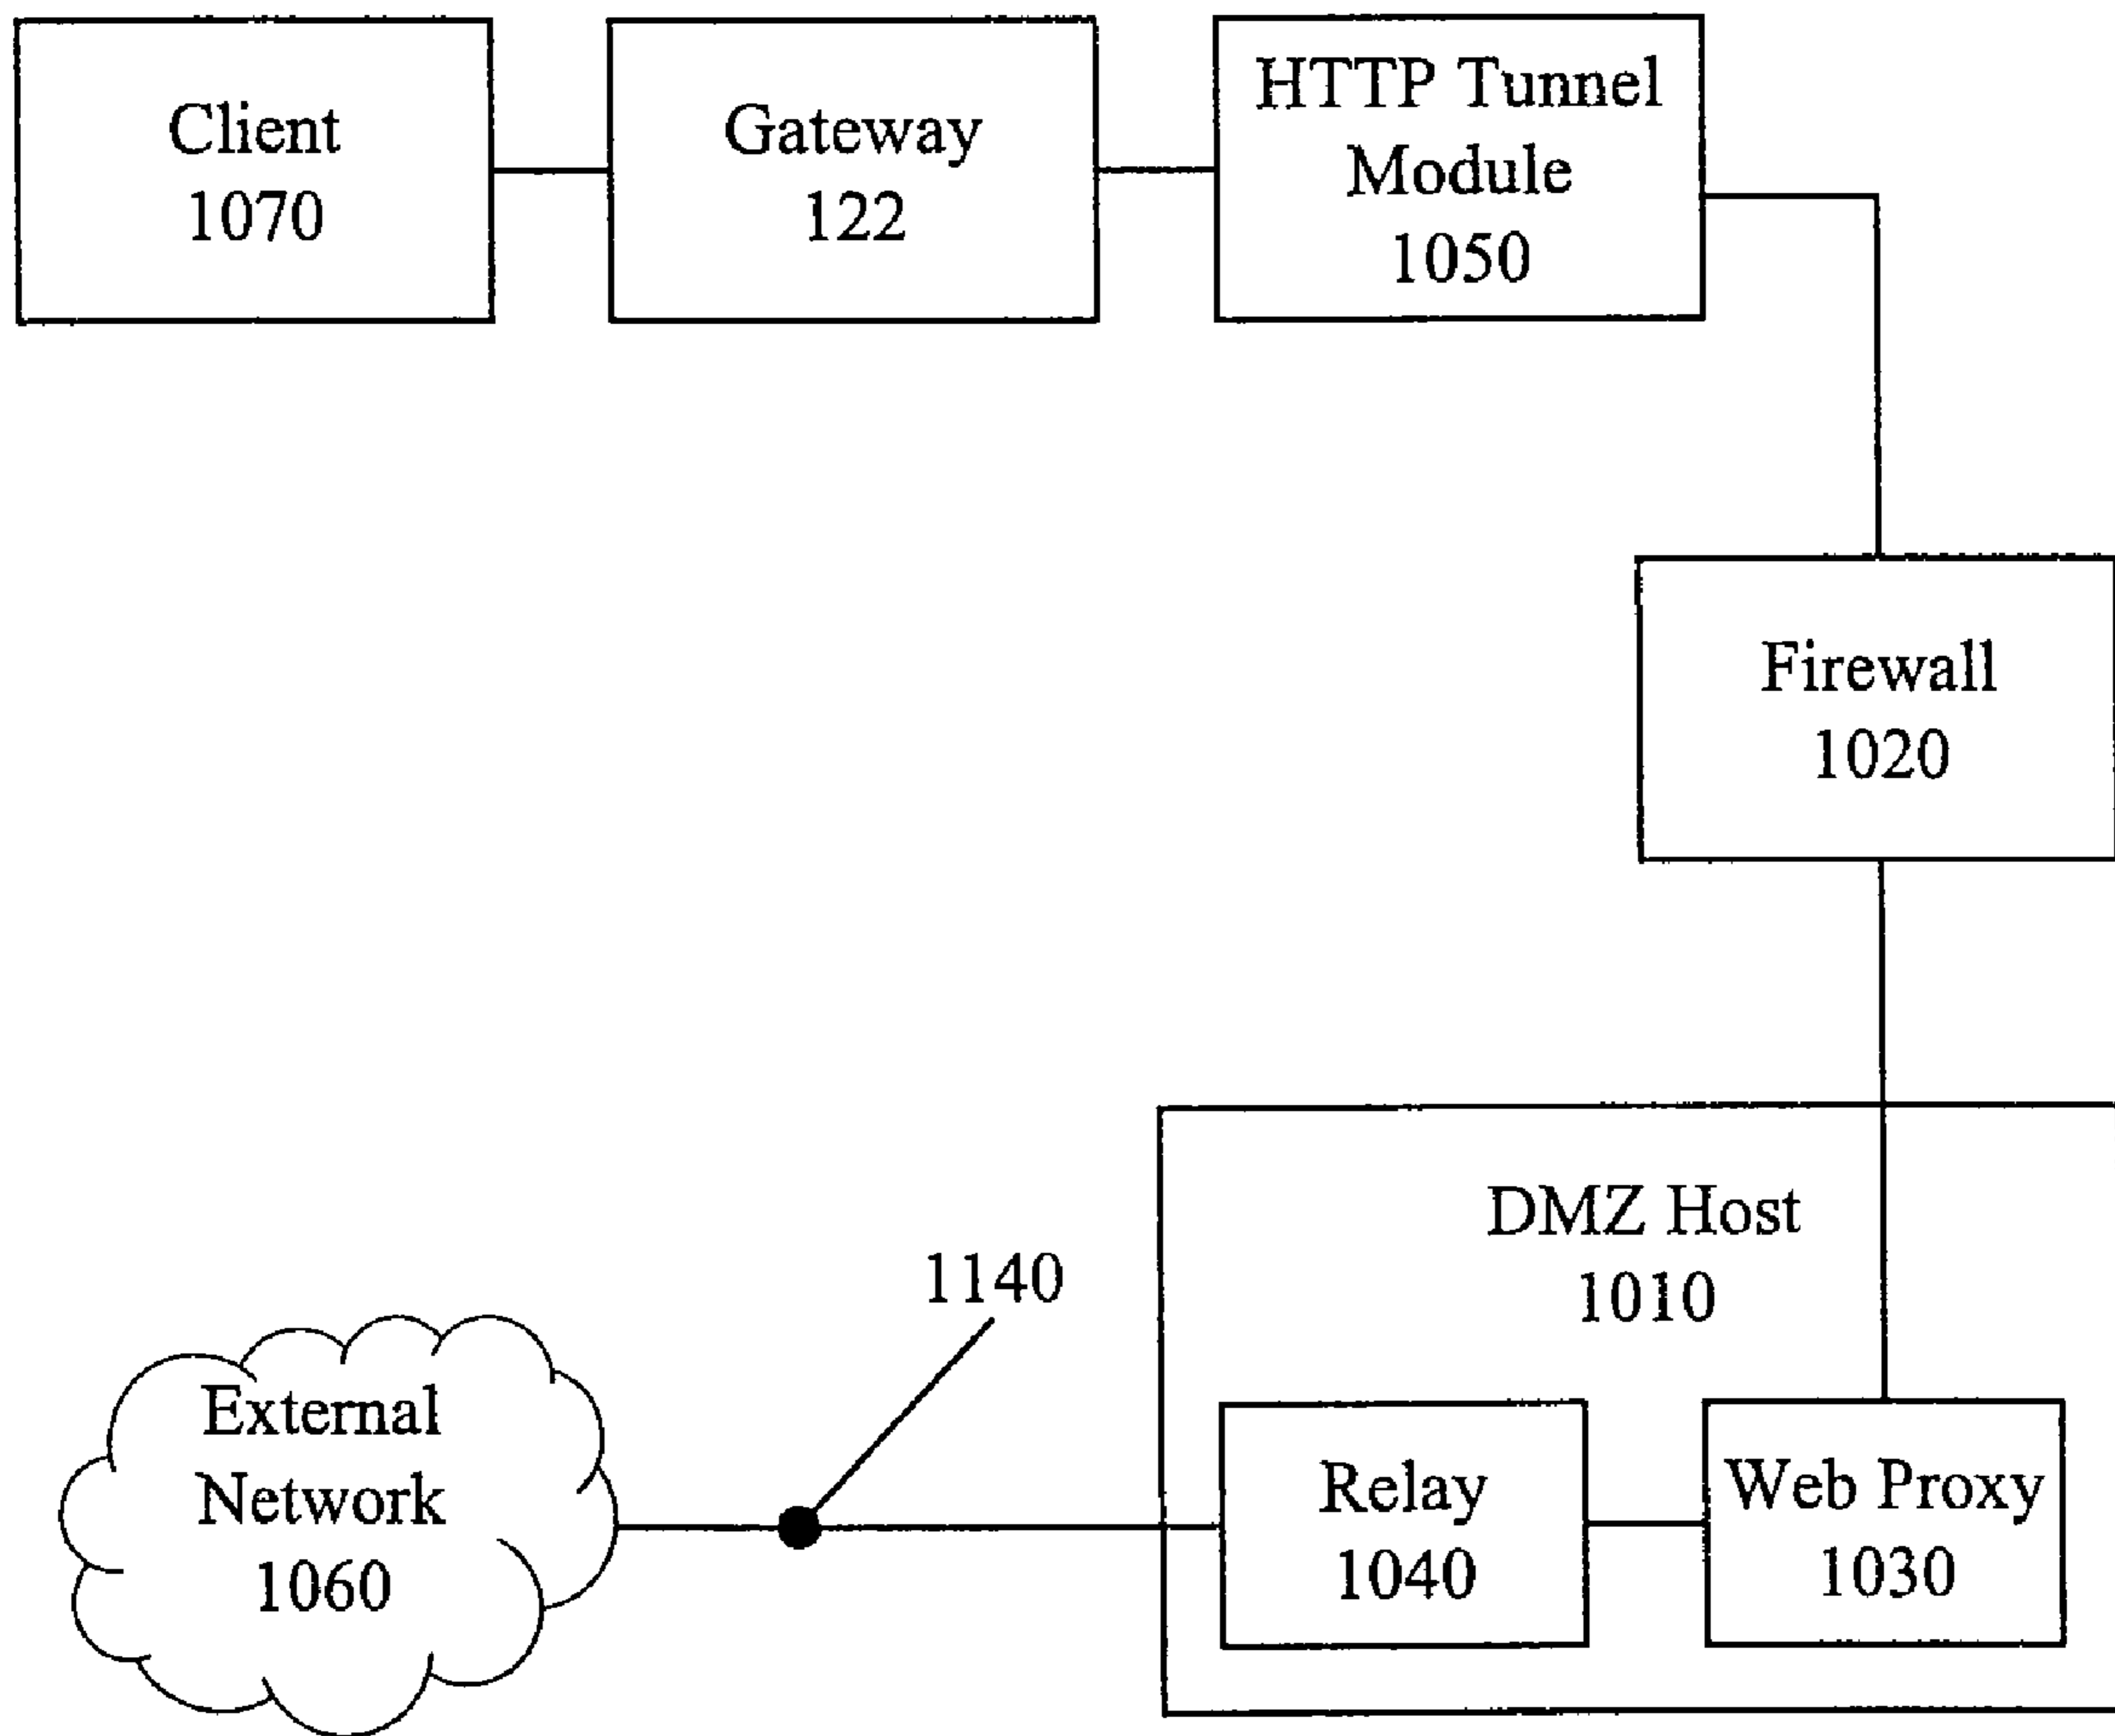 Client
1070
Gateway
122
HTTP Tunnel
Module
1050
Firewall
1020
DMZ Host
1010
1140
External
Network
1060
Relay
1040
Web Proxy
1030